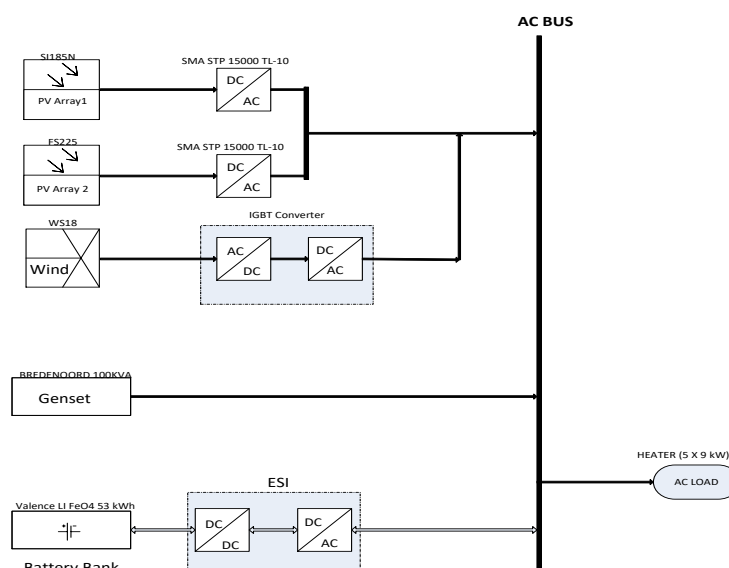 AC BUS
SI185N
SMA STP 15000 TL-10
DC
AC
PV Array1
FS225
SMA STP 15000 TL-10
DC
AC
PV Array 2
WS18
IGBT Converter
Wind
AC
DC
DC
AC
BREDENOORD 100KVA
Genset
HEATER (5 X 9 kW)
AC LOAD
ESI
Valence LI FeO4 53 kWh
DC
DC
DC
AC
Battery Bank